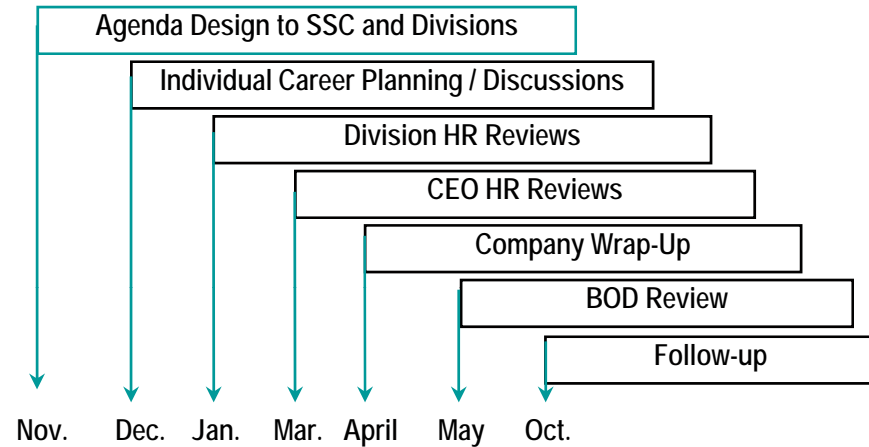 Agenda Design to SSC and Divisions
Individual Career Planning / Discussions
Division HR Reviews
CEO HR Reviews
Company Wrap-Up
BOD Review
Follow-up
Nov. Dec. Jan. Mar. April May Oct.